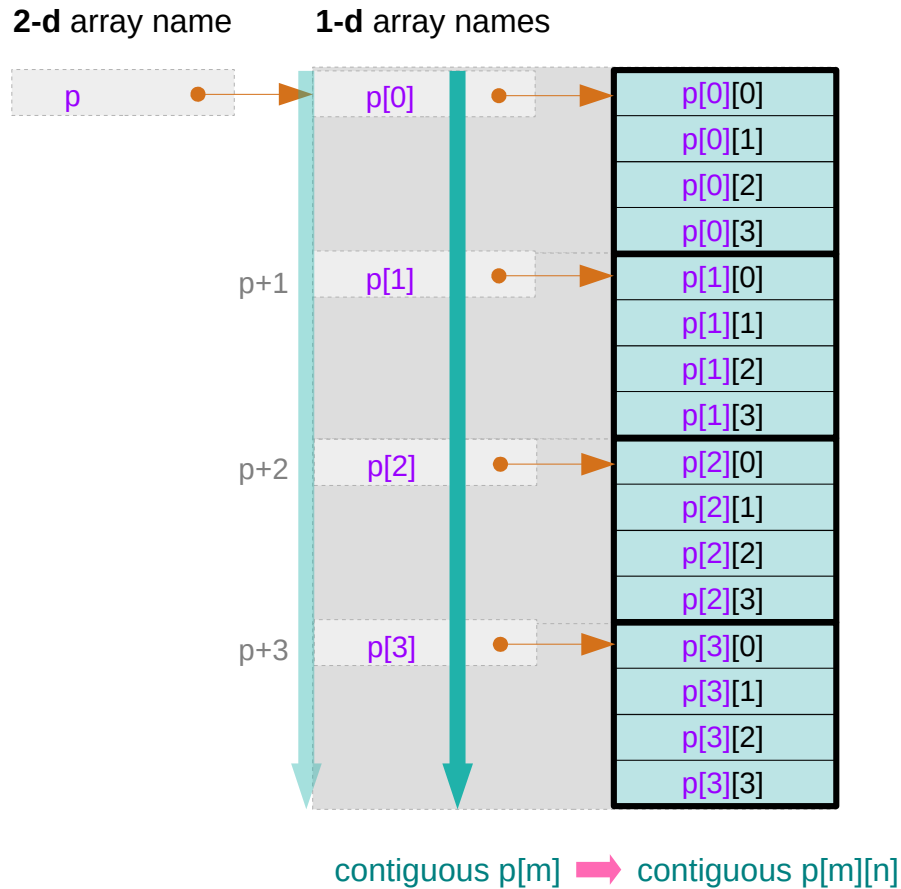 2-d array name
1-d array names
p
p[0]
p[0][0]
p[0][1]
p[0][2]
p[0][3]
p+1
p[1]
p[1][0]
p[1][1]
p[1][2]
p[1][3]
p+2
p[2]
p[2][0]
p[2][1]
p[2][2]
p[2][3]
p+3
p[3]
p[3][0]
p[3][1]
p[3][2]
p[3][3]
contiguous p[m]
contiguous p[m][n]